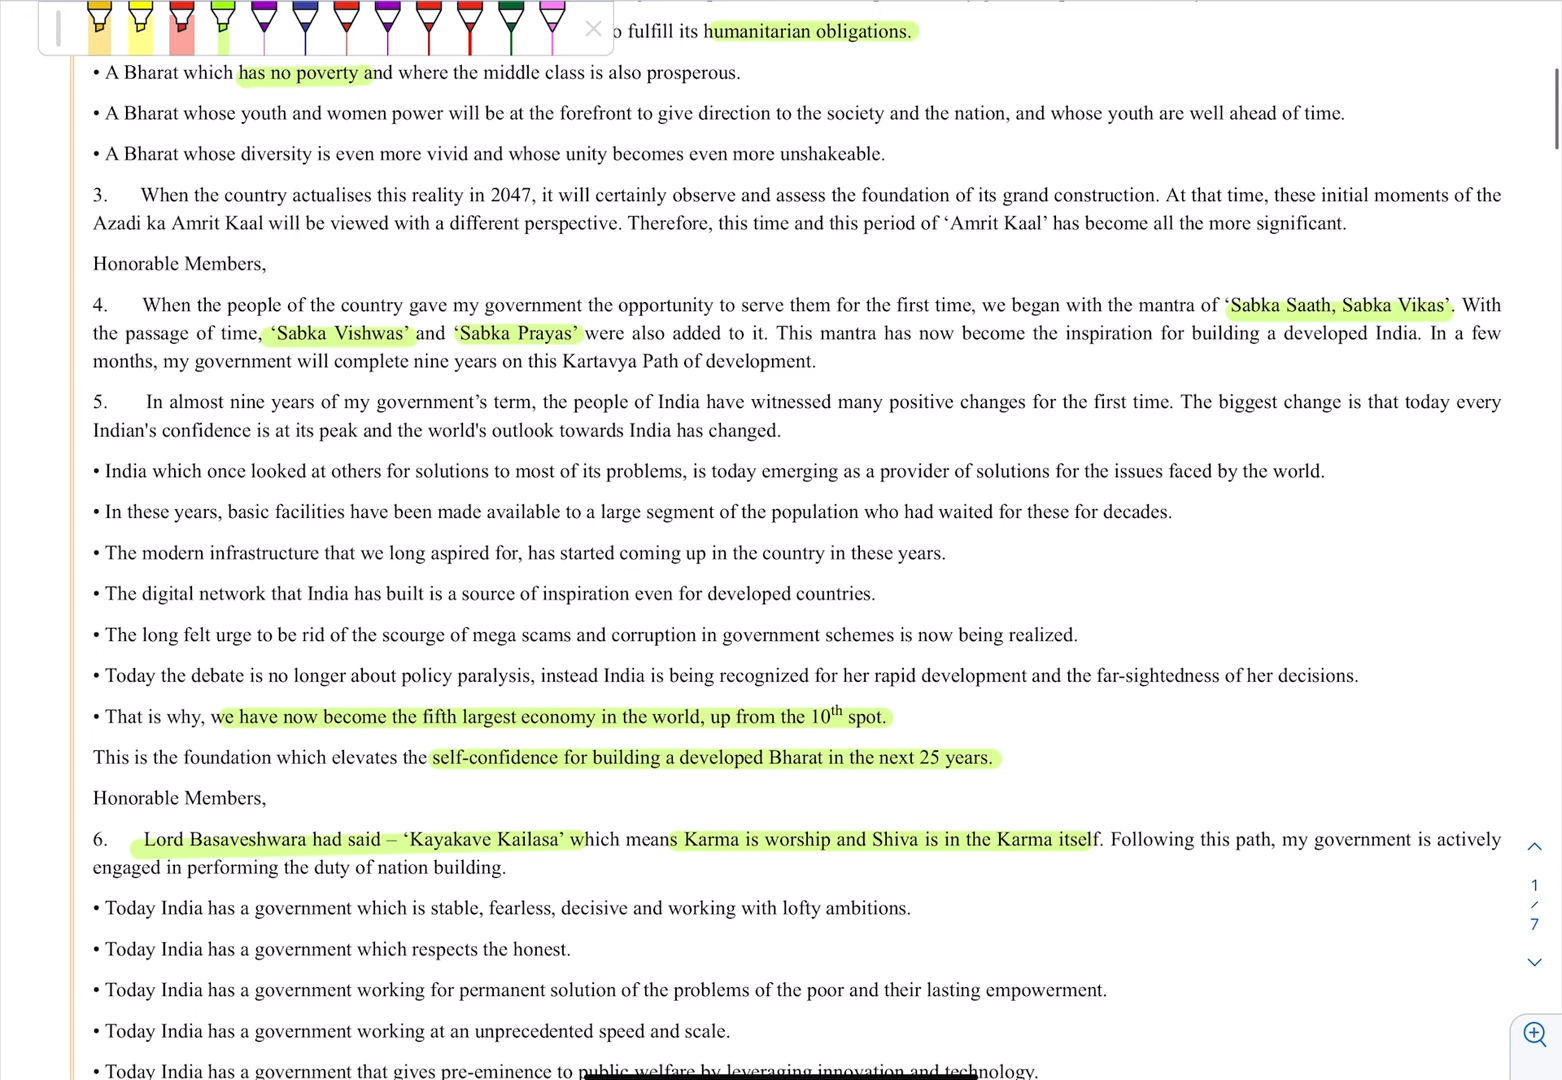 o fulfill its humanitarian obligations.
• A Bharat which has no poverty and where the middle class is also prosperous.
• A Bharat whose youth and women power will be at the forefront to give direction to the society and the nation, and whose youth are well ahead of time.
• A Bharat whose diversity is even more vivid and whose unity becomes even more unshakeable.
3. When the country actualises this reality in 2047, it will certainly observe and assess the foundation of its grand construction. At that time, these initial moments of the
Azadi ka Amrit Kaal will be viewed with a different perspective. Therefore, this time and this period of ‘Amrit Kaal’ has become all the more significant.
Honorable Members,
4. When the people of the country gave my government the opportunity to serve them for the first time, we began with the mantra of ‘Sabka Saath, Sabka Vikas’. With
the passage of time, ‘Sabka Vishwas’ and ‘Sabka Prayas’ were also added to it. This mantra has now become the inspiration for building a developed India. In a few
months, my government will complete nine years on this Kartavya Path of development.
5. In almost nine years of my government’s term, the people of India have witnessed many positive changes for the first time. The biggest change is that today every
Indian's confidence is at its peak and the world's outlook towards India has changed.
• India which once looked at others for solutions to most of its problems, is today emerging as a provider of solutions for the issues faced by the world.
• In these years, basic facilities have been made available to a large segment of the population who had waited for these for decades.
• The modern infrastructure that we long aspired for, has started coming up in the country in these years.
• The digital network that India has built is a source of inspiration even for developed countries.
• The long felt urge to be rid of the scourge of mega scams and corruption in government schemes is now being realized.
• Today the debate is no longer about policy paralysis, instead India is being recognized for her rapid development and the far-sightedness of her decisions.
• That is why, we have now become the fifth largest economy in the world, up from the 10th spot.
This is the foundation which elevates the self-confidence for building a developed Bharat in the next 25 years.
Honorable Members,
6. Lord Basaveshwara had said – ‘Kayakave Kailasa’ which means Karma is worship and Shiva is in the Karma itself. Following this path, my government is actively
engaged in performing the duty of nation building.
• Today India has a government which is stable, fearless, decisive and working with lofty ambitions.
• Today India has a government which respects the honest.
• Today India has a government working for permanent solution of the problems of the poor and their lasting empowerment.
• Today India has a government working at an unprecedented speed and scale.
• Today India has a government that gives pre-eminence to public welfare by leveraging innovation and technology.
1
/
7